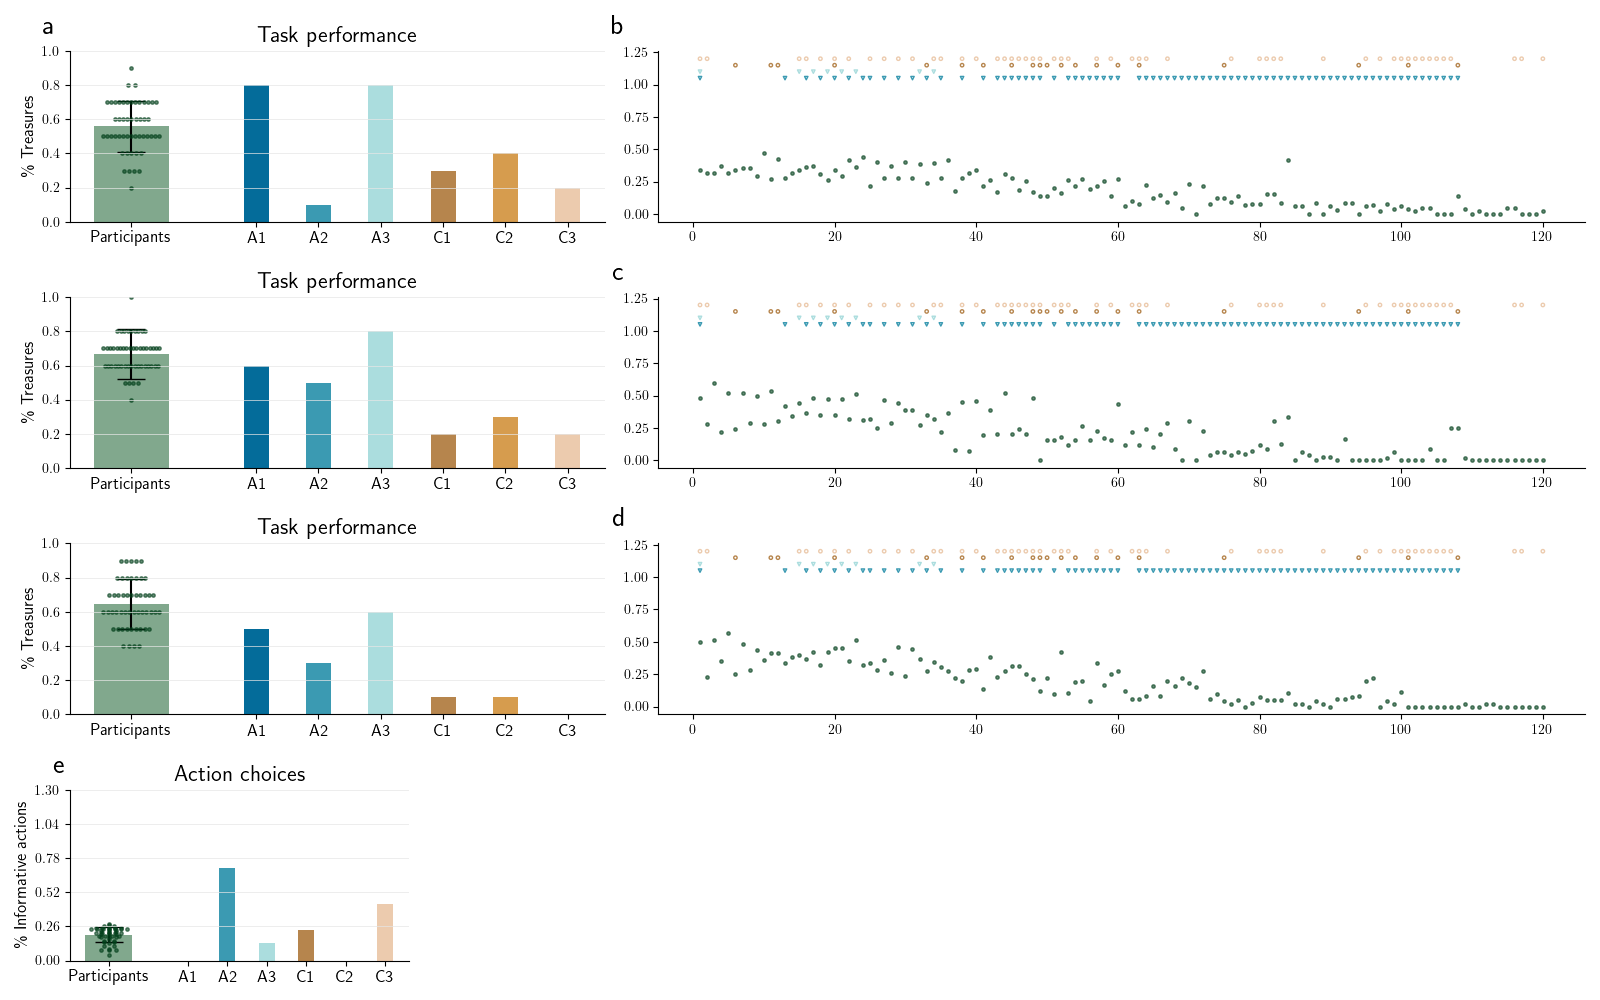 a
Task performance
% Treasures
1.0
0.8
0.6
0.4
0.2
0.0
Participants A1 A2 A3 C1 C2 C3
b
1.25
1.00
0.75
0.50
0.25
0.00
0 20 40 60 80 100 120
Task performance
% Treasures
1.0
0.8
0.6
0.4
0.2
0.0
Participants A1 A2 A3 C1 C2 C3
c
1.25
1.00
0.75
0.50
0.25
0.00
0 20 40 60 80 100 120
Task performance
% Treasures
1.0
0.8
0.6
0.4
0.2
0.0
Participants A1 A2 A3 C1 C2 C3
d
1.25
1.00
0.75
0.50
0.25
0.00
0 20 40 60 80 100 120
e
Action choices
% Informative actions
1.30
1.04
0.78
0.52
0.26
0.00
Participants A1 A2 A3 C1 C2 C3